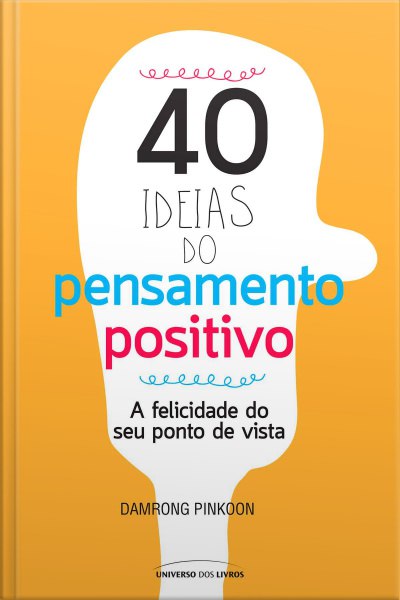 40
IDEIAS
DO
pensamento
positivo
A felicidade do
seu ponto de vista
DAMRONG PINKOON
UNIVERSO DOS LIVROS